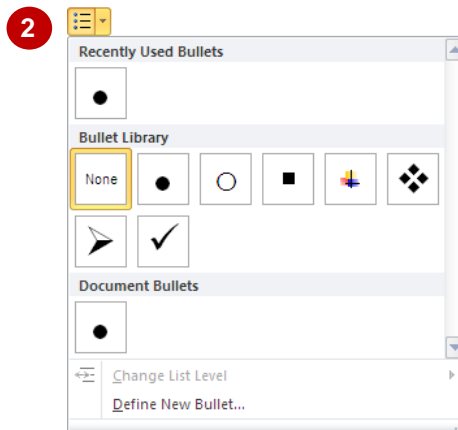 2
Recently Used Bullets
Bullet Library
None
Document Bullets
Change List Level
Define New Bullet...